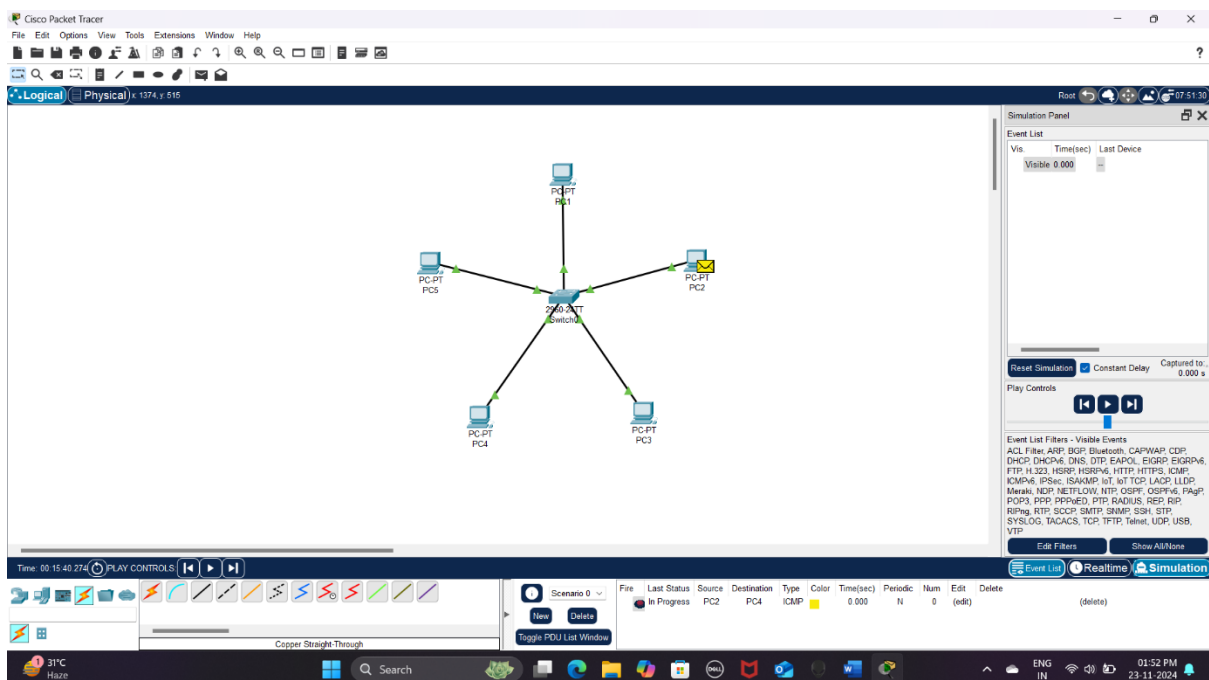 Cisco Packet Tracer
File Edit Options View Tools Extensions Window Help
?
Logical Physical x: 1374, y: 515
Root 07:51:30
PC-PT
PC1
PC-PT
PC5
PC-PT
PC2
2960-24TT
Switch0
PC-PT
PC4
PC-PT
PC3
Simulation Panel
Event List
Vis. Time(sec) Last Device
Visible 0.000 --
Reset Simulation Constant Delay Captured to:
0.000 s
Play Controls
Event List Filters - Visible Events
ACL Filter, ARP, BGP, Bluetooth, CAPWAP, CDP,
DHCP, DHCPv6, DNS, DTP, EAPOL, EIGRP, EIGRPv6,
FTP, H.323, HSRP, HSRPv6, HTTP, HTTPS, ICMP,
ICMPv6, IPSec, ISAKMP, IoT, IoT TCP, LACP, LLDP,
Meraki, NDP, NETFLOW, NTP, OSPF, OSPFv6, PAgP,
POP3, PPP, PPPoED, PTP, RADIUS, REP, RIP,
RIPng, RTP, SCCP, SMTP, SNMP, SSH, STP,
SYSLOG, TACACS, TCP, TFTP, Telnet, UDP, USB,
VTP
Edit Filters Show All/None
Time: 00:15:40.274 PLAY CONTROLS:
Event List Realtime Simulation
Copper Straight-Through
Scenario 0
New Delete
Toggle PDU List Window
Fire Last Status Source Destination Type Color Time(sec) Periodic Num Edit Delete
In Progress PC2 PC4 ICMP 0.000 N 0 (edit) (delete)
1
31°C
Haze
Search
DELL
ENG
IN
01:52 PM
23-11-2024